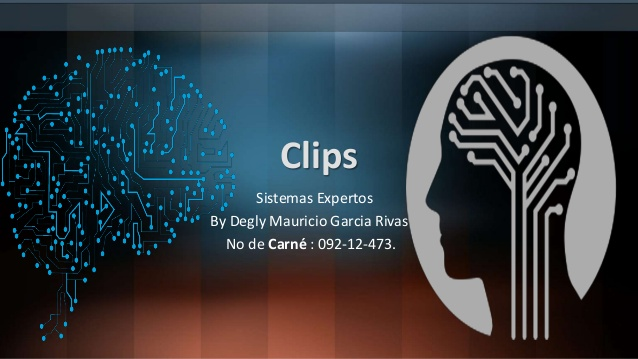 Clips
Sistemas Expertos
By Degly Mauricio Garcia Rivas
No de Carné : 092-12-473.